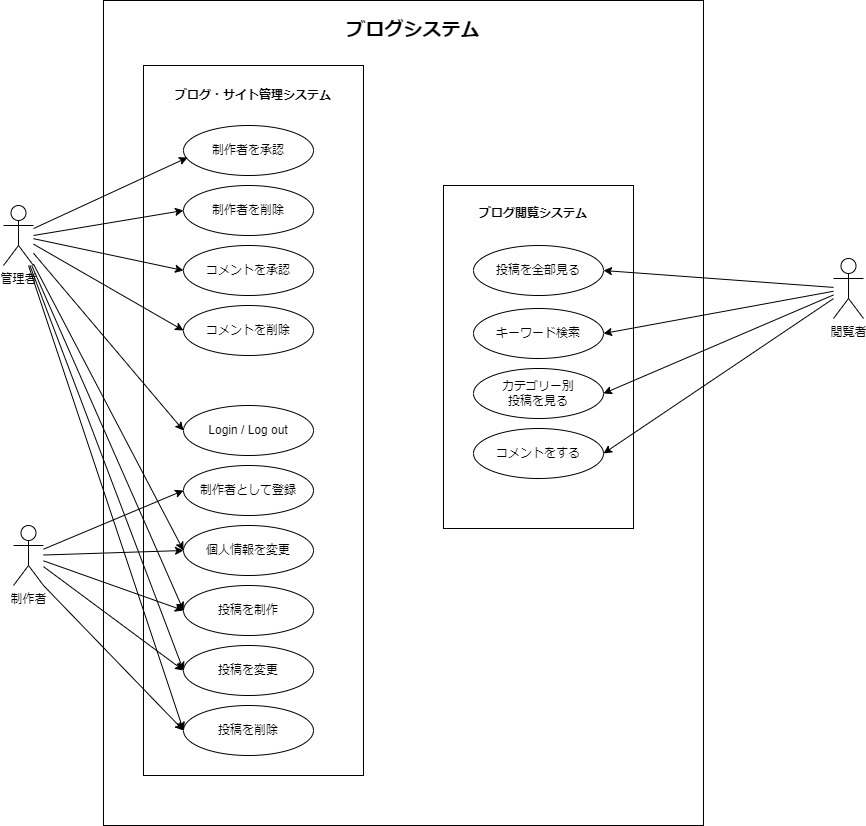 ブログシステム
ブログ・サイト管理システム
制作者を承認
制作者を削除
コメントを承認
コメントを削除
Login / Log out
制作者として登録
個人情報を変更
投稿を制作
投稿を変更
投稿を削除
管理者
制作者
ブログ閲覧システム
投稿を全部見る
キーワード検索
カテゴリー別
投稿を見る
コメントをする
閲覧者